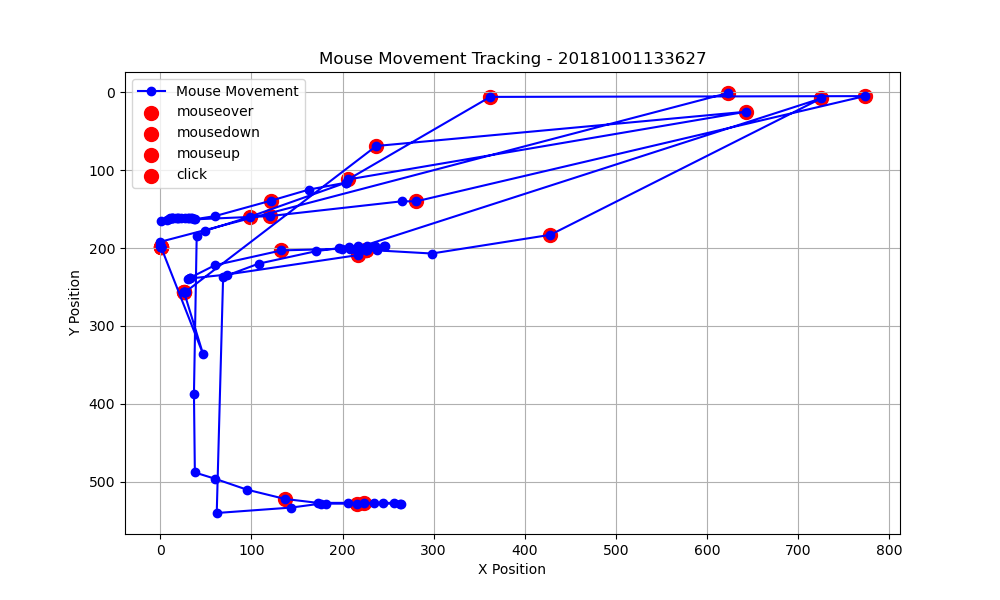 Mouse Movement Tracking - 20181001133627
Mouse Movement
mouseover
mousedown
mouseup
click
0
100
200
300
400
500
Y Position
0 100 200 300 400 500 600 700 800
X Position